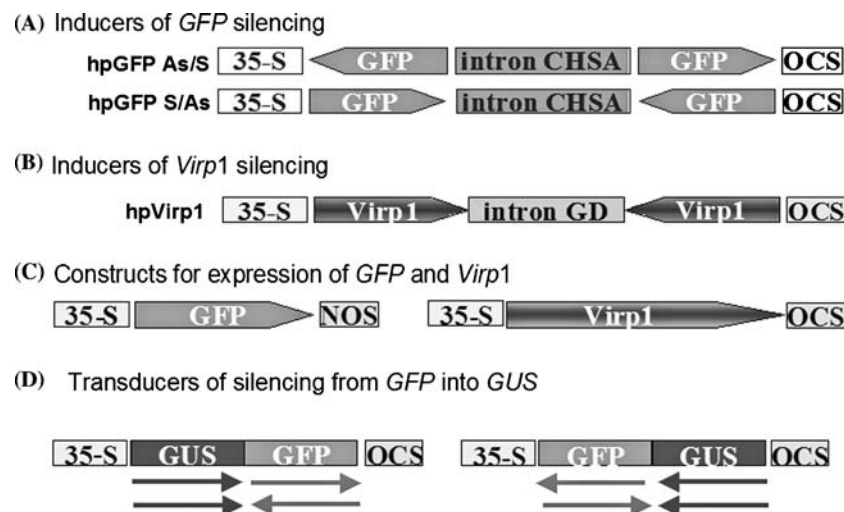 (A) Inducers of GFP silencing
hpGFP As/S 35-S GFP intron CHSA GFP OCS
hpGFP S/As 35-S GFP intron CHSA GFP OCS
(B) Inducers of Virp1 silencing
hpVirp1 35-S Virp1 intron GD Virp1 OCS
(C) Constructs for expression of GFP and Virp1
35-S GFP NOS 35-S Virp1 OCS
(D) Transducers of silencing from GFP into GUS
35-S GUS GFP OCS 35-S GFP GUS OCS